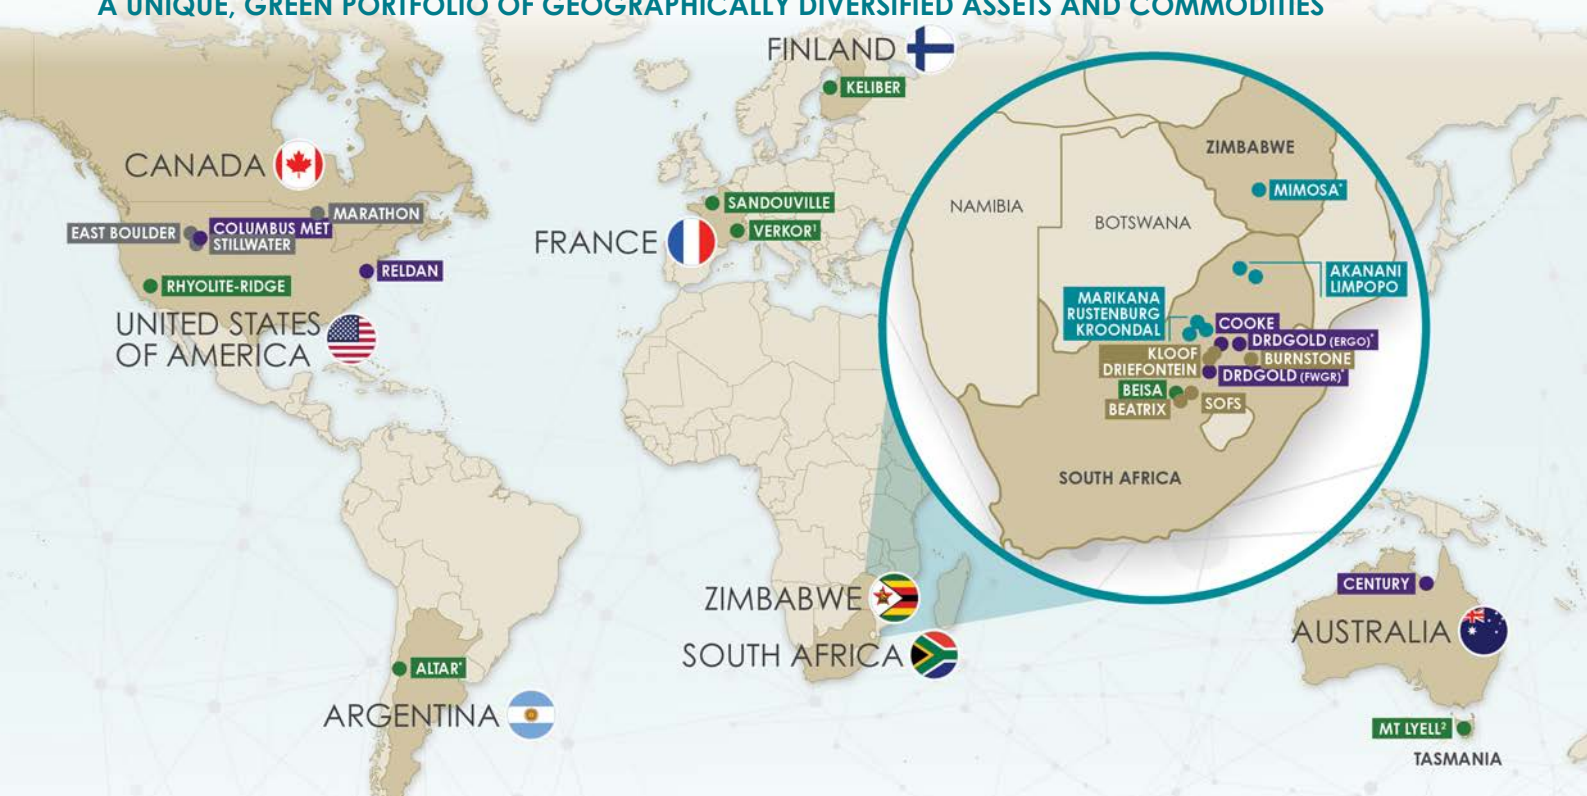 A UNIQUE, GREEN PORTFOLIO OF GEOGRAPHICALLY DIVERSIFIED ASSETS AND COMMODITIES
FINLAND
KELIBER
CANADA
MARATHON
EAST BOULDER
COLUMBUS MET
STILLWATER
RELDAN
RHYOLITE-RIDGE
UNITED STATES
OF AMERICA
SANDOUVILLE
VERKOR¹
FRANCE
ZIMBABWE
MIMOSA*
NAMIBIA
BOTSWANA
AKANANI
LIMPOPO
MARIKANA
RUSTENBURG
KROONDAL
COOKE
DRDGOLD (ERGO)*
KLOOF
DRIEFONTEIN
BURNSTONE
DRDGOLD (FWGR)*
BEISA
BEATRIX
SOFS
SOUTH AFRICA
ZIMBABWE
SOUTH AFRICA
ALTAR*
ARGENTINA
CENTURY
AUSTRALIA
MT LYELL²
TASMANIA